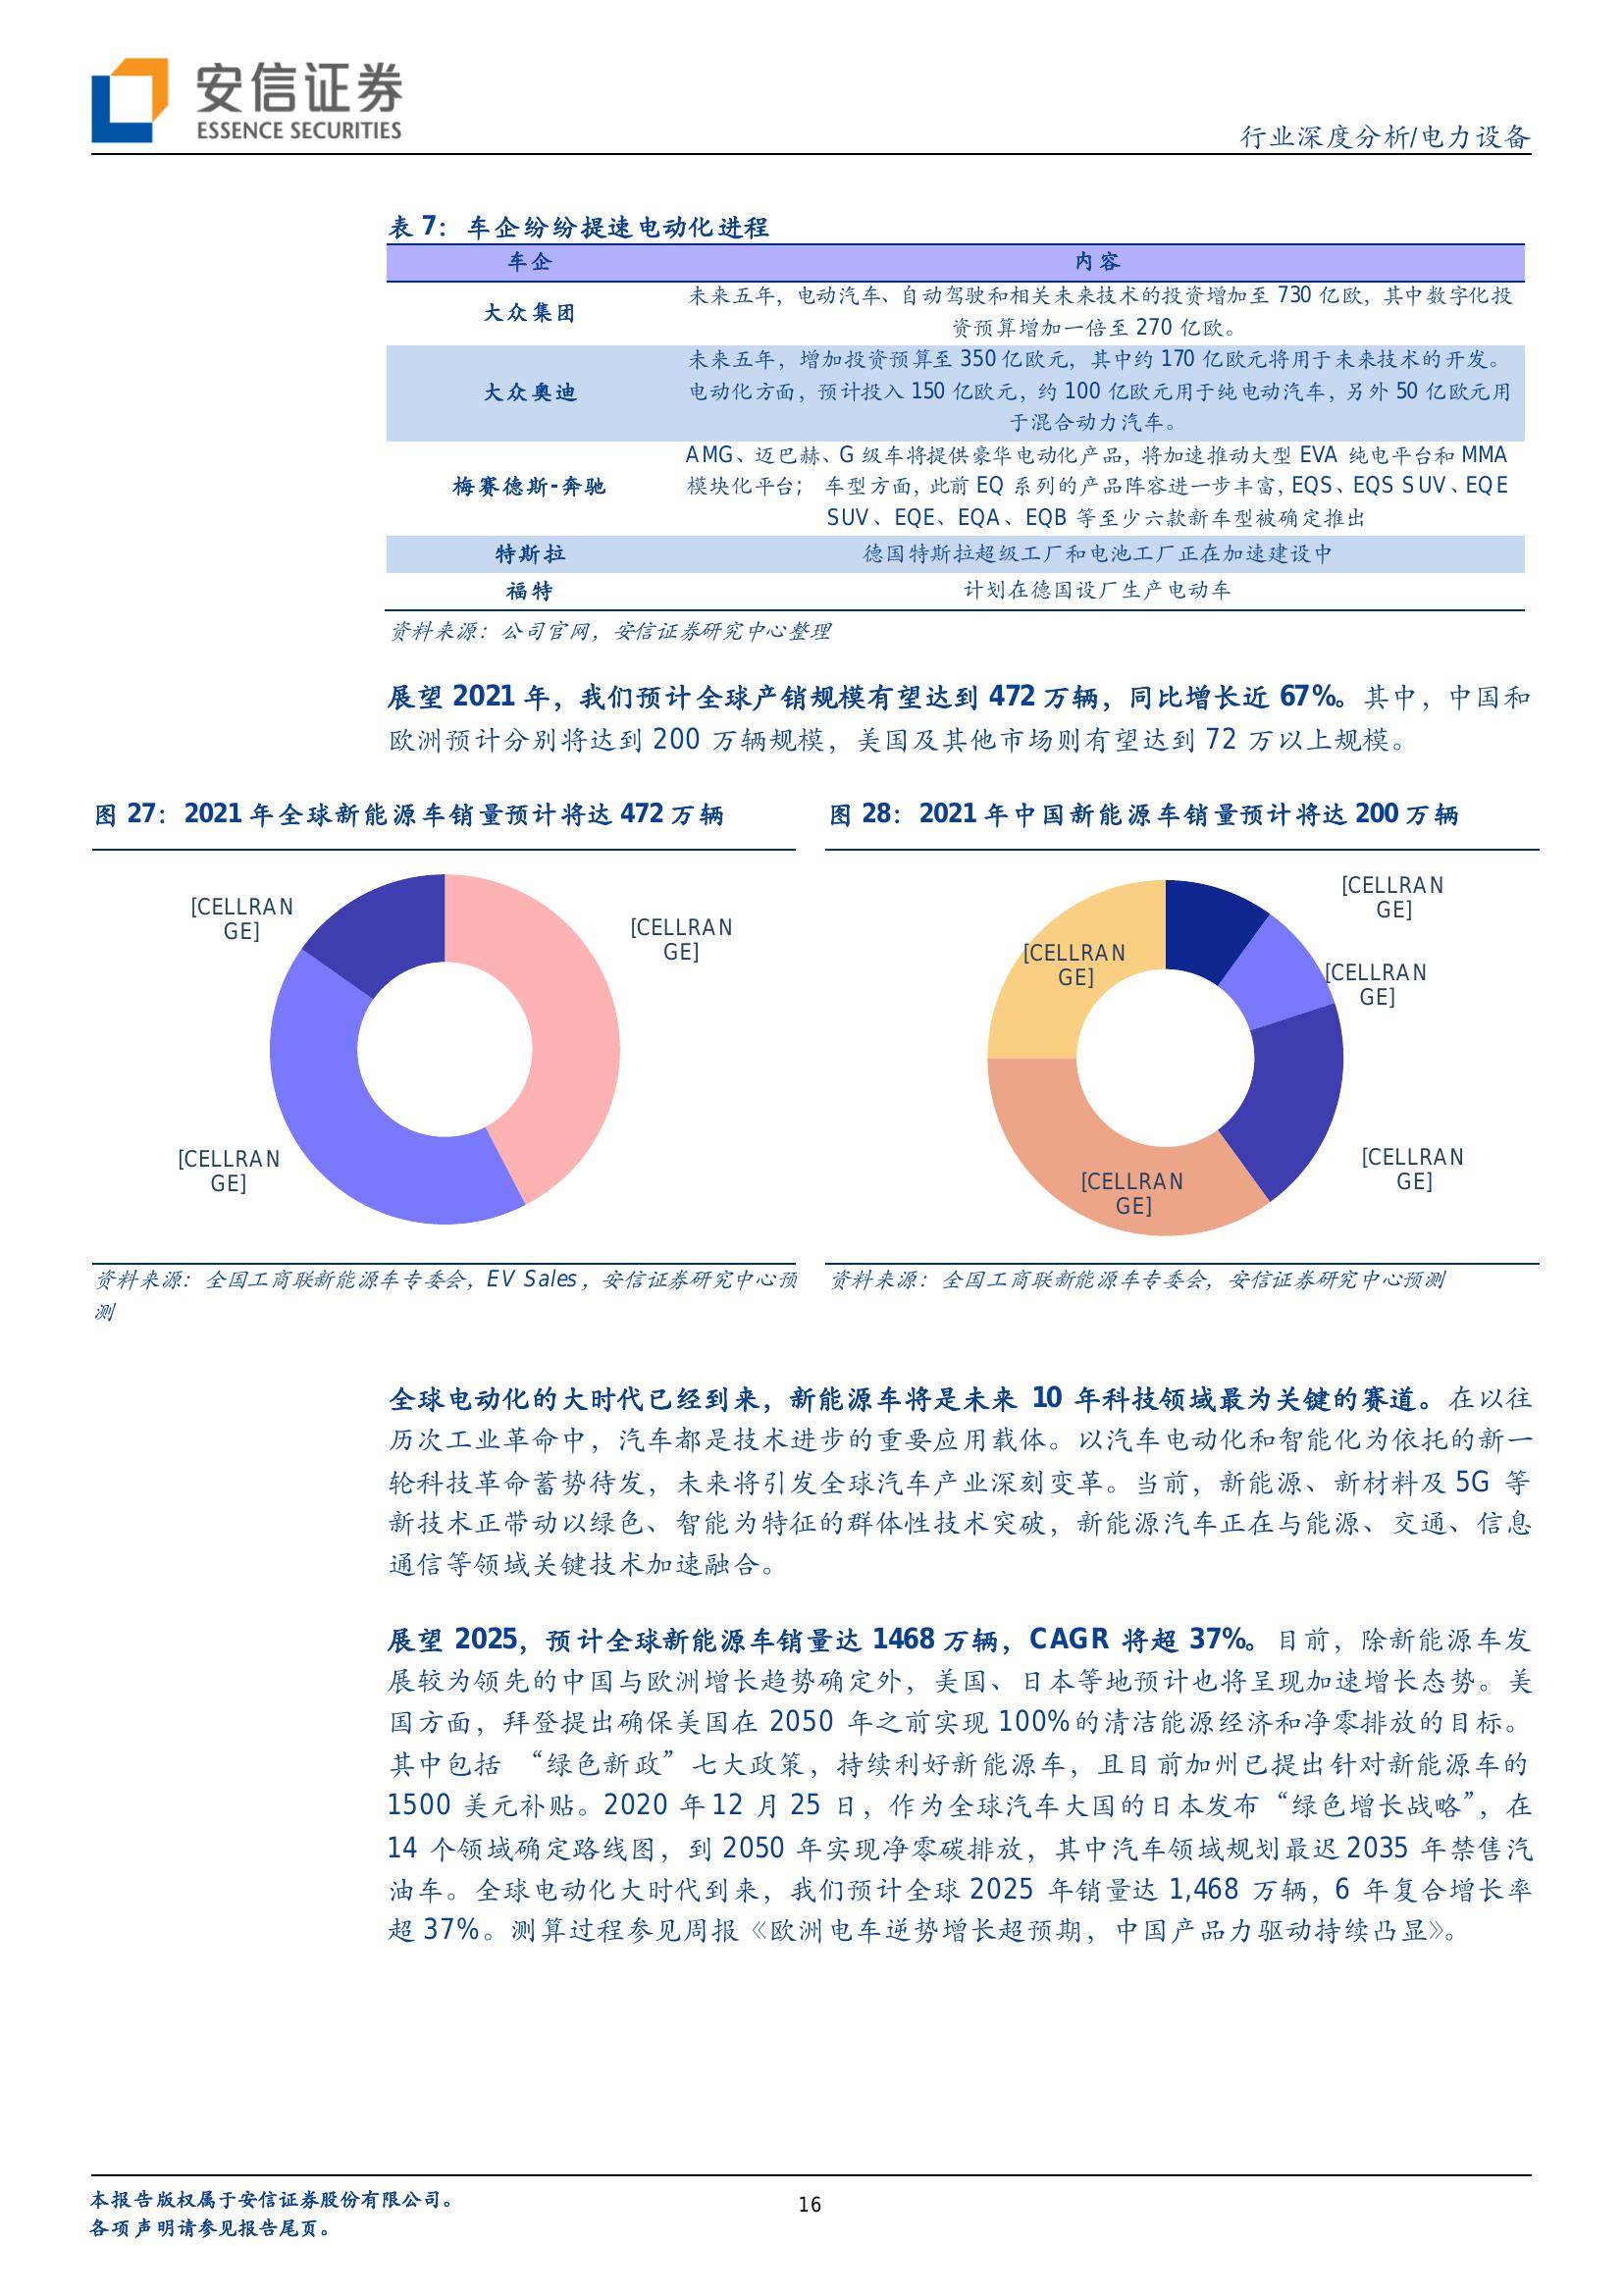 安信证券
ESSENCE SECURITIES
行业深度分析/电力设备
表 7：车企纷纷提速电动化进程
车企 内容
大众集团 未来五年，电动汽车、自动驾驶和相关未来技术的投资增加至 730 亿欧，其中数字化投
资预算增加一倍至 270 亿欧。
大众奥迪 未来五年，增加投资预算至 350 亿欧元，其中约 170 亿欧元将用于未来技术的开发。
电动化方面，预计投入 150 亿欧元，约 100 亿欧元用于纯电动汽车，另外 50 亿欧元用
于混合动力汽车。
梅赛德斯-奔驰 AMG、迈巴赫、G 级车将提供豪华电动化产品，将加速推动大型 EVA 纯电平台和 MMA
模块化平台； 车型方面，此前 EQ 系列的产品阵容进一步丰富，EQS、EQS SUV、EQE
SUV、EQE、EQA、EQB 等至少六款新车型被确定推出
特斯拉 德国特斯拉超级工厂和电池工厂正在加速建设中
福特 计划在德国设厂生产电动车
资料来源：公司官网，安信证券研究中心整理
展望 2021 年，我们预计全球产销规模有望达到 472 万辆，同比增长近 67%。其中，中国和
欧洲预计分别将达到 200 万辆规模，美国及其他市场则有望达到 72 万以上规模。
图 27：2021 年全球新能源车销量预计将达 472 万辆
[CELLRAN
GE]
[CELLRAN
GE]
[CELLRAN
GE]
资料来源：全国工商联新能源车专委会，EV Sales，安信证券研究中心预
测
图 28：2021 年中国新能源车销量预计将达 200 万辆
[CELLRAN
GE]
[CELLRAN
GE]
[CELLRAN
GE]
[CELLRAN
GE]
[CELLRAN
GE]
资料来源：全国工商联新能源车专委会，安信证券研究中心预测
全球电动化的大时代已经到来，新能源车将是未来 10 年科技领域最为关键的赛道。在以往
历次工业革命中，汽车都是技术进步的重要应用载体。以汽车电动化和智能化为依托的新一
轮科技革命蓄势待发，未来将引发全球汽车产业深刻变革。当前，新能源、新材料及 5G 等
新技术正带动以绿色、智能为特征的群体性技术突破，新能源汽车正在与能源、交通、信息
通信等领域关键技术加速融合。
展望 2025，预计全球新能源车销量达 1468 万辆，CAGR 将超 37%。目前，除新能源车发
展较为领先的中国与欧洲增长趋势确定外，美国、日本等地预计也将呈现加速增长态势。美
国方面，拜登提出确保美国在 2050 年之前实现 100%的清洁能源经济和净零排放的目标。
其中包括 “绿色新政”七大政策，持续利好新能源车，且目前加州已提出针对新能源车的
1500 美元补贴。2020 年 12 月 25 日，作为全球汽车大国的日本发布“绿色增长战略”，在
14 个领域确定路线图，到 2050 年实现净零碳排放，其中汽车领域规划最迟 2035 年禁售汽
油车。全球电动化大时代到来，我们预计全球 2025 年销量达 1,468 万辆，6 年复合增长率
超 37%。测算过程参见周报《欧洲电车逆势增长超预期，中国产品力驱动持续凸显》。
本报告版权属于安信证券股份有限公司。
各项声明请参见报告尾页。
16